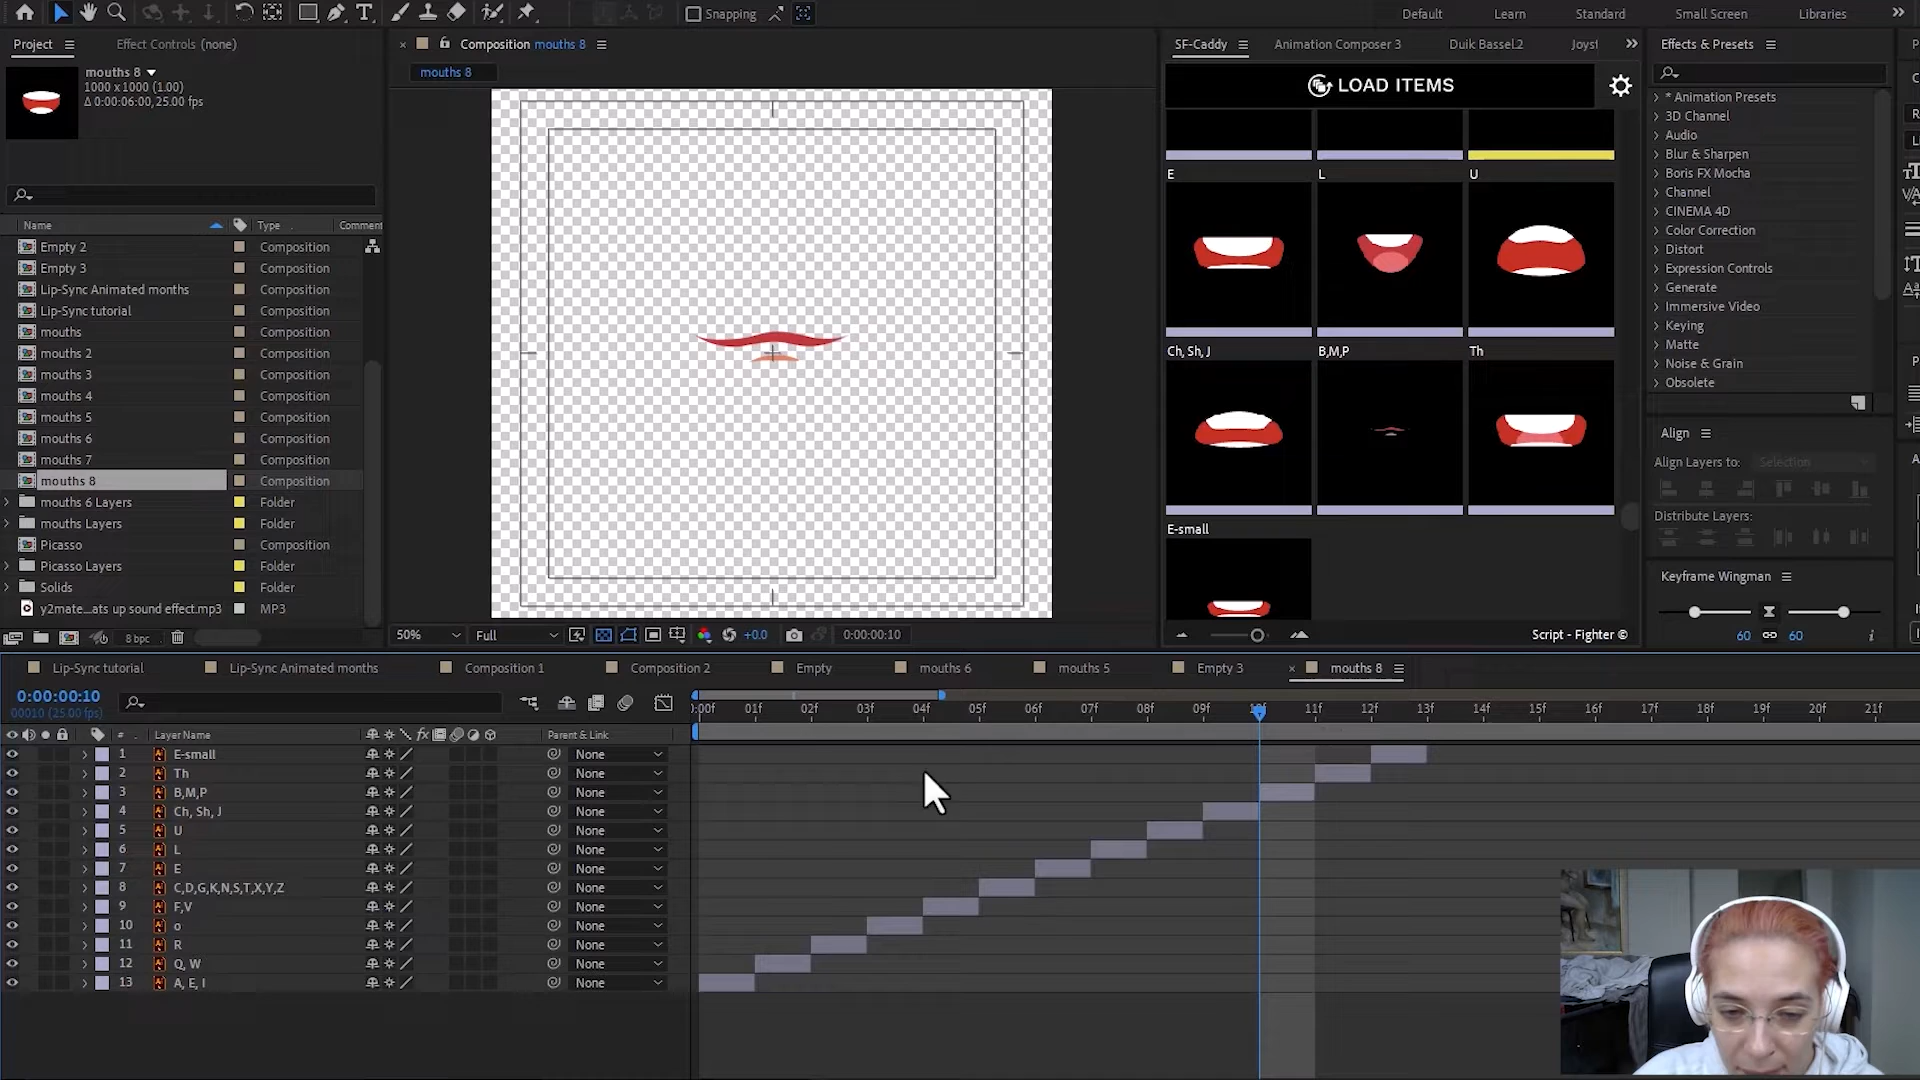 Snapping
Default
Learn
Standard
Small Screen
Libraries
Project
Effect Controls (none)
Composition mouths 8
SF-Caddy
Animation Composer 3
Duik Bassel.2
Joyst
Effects & Presets
mouths 8
1000 x 1000 (1.00)
Δ 0:00:06:00, 25.00 fps
mouths 8
LOAD ITEMS
Name
Type
Comment
Empty 2 Composition
Empty 3 Composition
Lip-Sync Animated months Composition
Lip-Sync tutorial Composition
mouths Composition
mouths 2 Composition
mouths 3 Composition
mouths 4 Composition
mouths 5 Composition
mouths 6 Composition
mouths 7 Composition
mouths 8 Composition
mouths 6 Layers Folder
mouths Layers Folder
Picasso Composition
Picasso Layers Folder
Solids Folder
y2mate...ats up sound effect.mp3 MP3
8 bpc
50%
Full
+0.0
0:00:00:10
E
L
U
Ch, Sh, J
B,M,P
Th
E-small
Script - Fighter ©
* Animation Presets
3D Channel
Audio
Blur & Sharpen
Boris FX Mocha
Channel
CINEMA 4D
Color Correction
Distort
Expression Controls
Generate
Immersive Video
Keying
Matte
Noise & Grain
Obsolete
Align
Align Layers to: Selection
Distribute Layers:
Keyframe Wingman
60
60
Lip-Sync tutorial
Lip-Sync Animated months
Composition 1
Composition 2
Empty
mouths 6
mouths 5
Empty 3
mouths 8
0:00:00:10
00010 (25.00 fps)
):00f 01f 02f 03f 04f 05f 06f 07f 08f 09f 10f 11f 12f 13f 14f 15f 16f 17f 18f 19f 20f 21f
# Layer Name fx Parent & Link
1 E-small None
2 Th None
3 B,M,P None
4 Ch, Sh, J None
5 U None
6 L None
7 E None
8 C,D,G,K,N,S,T,X,Y,Z None
9 F,V None
10 o None
11 R None
12 Q, W None
13 A, E, I None